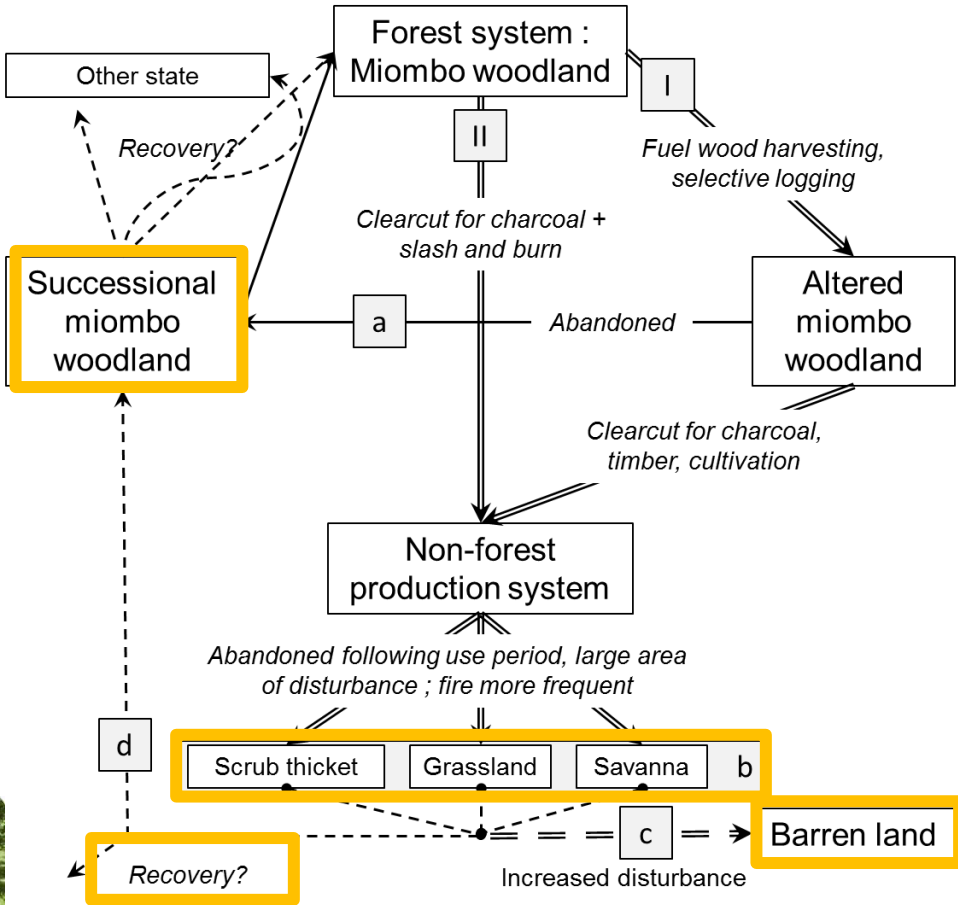 Forest system :
Miombo woodland
Other state
I
II
Recovery?
Fuel wood harvesting,
selective logging
Clearcut for charcoal +
slash and burn
Successional
miombo
woodland
a
Abandoned
Altered
miombo
woodland
Clearcut for charcoal,
timber, cultivation
Non-forest
production system
Abandoned following use period, large area
of disturbance ; fire more frequent
d
Scrub thicket
Grassland
Savanna
b
c
Barren land
Recovery?
Increased disturbance